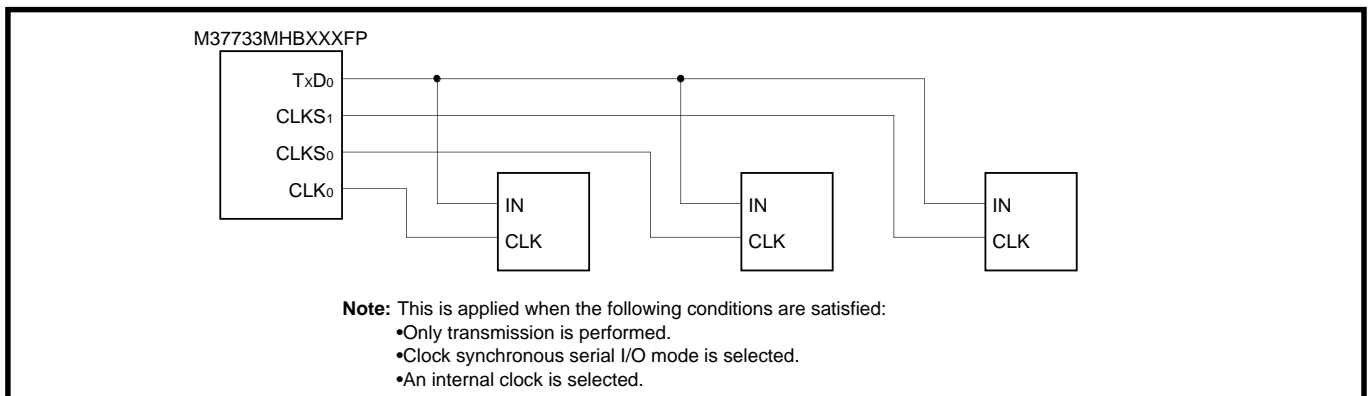 M37733MHBXXXFP
TxD0
CLKS1
CLKS0
CLK0
IN
CLK
IN
CLK
IN
CLK
Note: This is applied when the following conditions are satisfied:
•Only transmission is performed.
•Clock synchronous serial I/O mode is selected.
•An internal clock is selected.